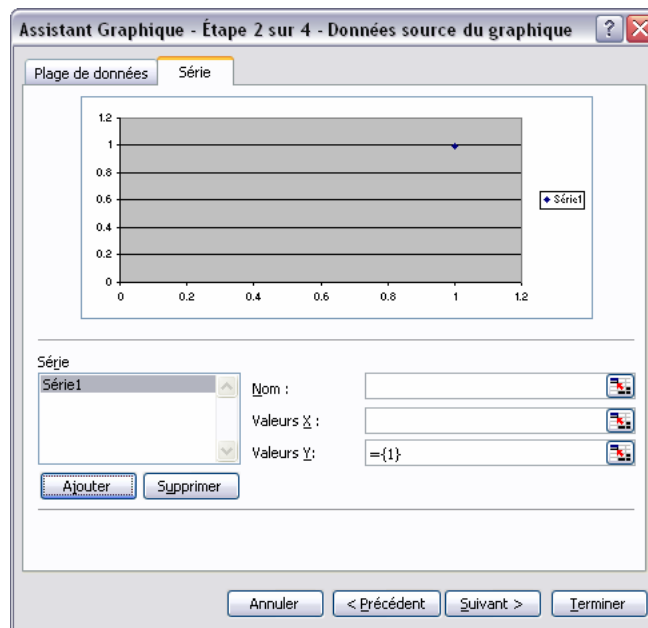 Assistant Graphique - Étape 2 sur 4 - Données source du graphique
Plage de données Série
1.2
1
0.8
0.6
0.4
0.2
0
0 0.2 0.4 0.6 0.8 1 1.2
Série1
Série
Série1
Nom :
Valeurs X :
Valeurs Y: ={1}
Ajouter Supprimer
Annuler < Précédent Suivant > Terminer